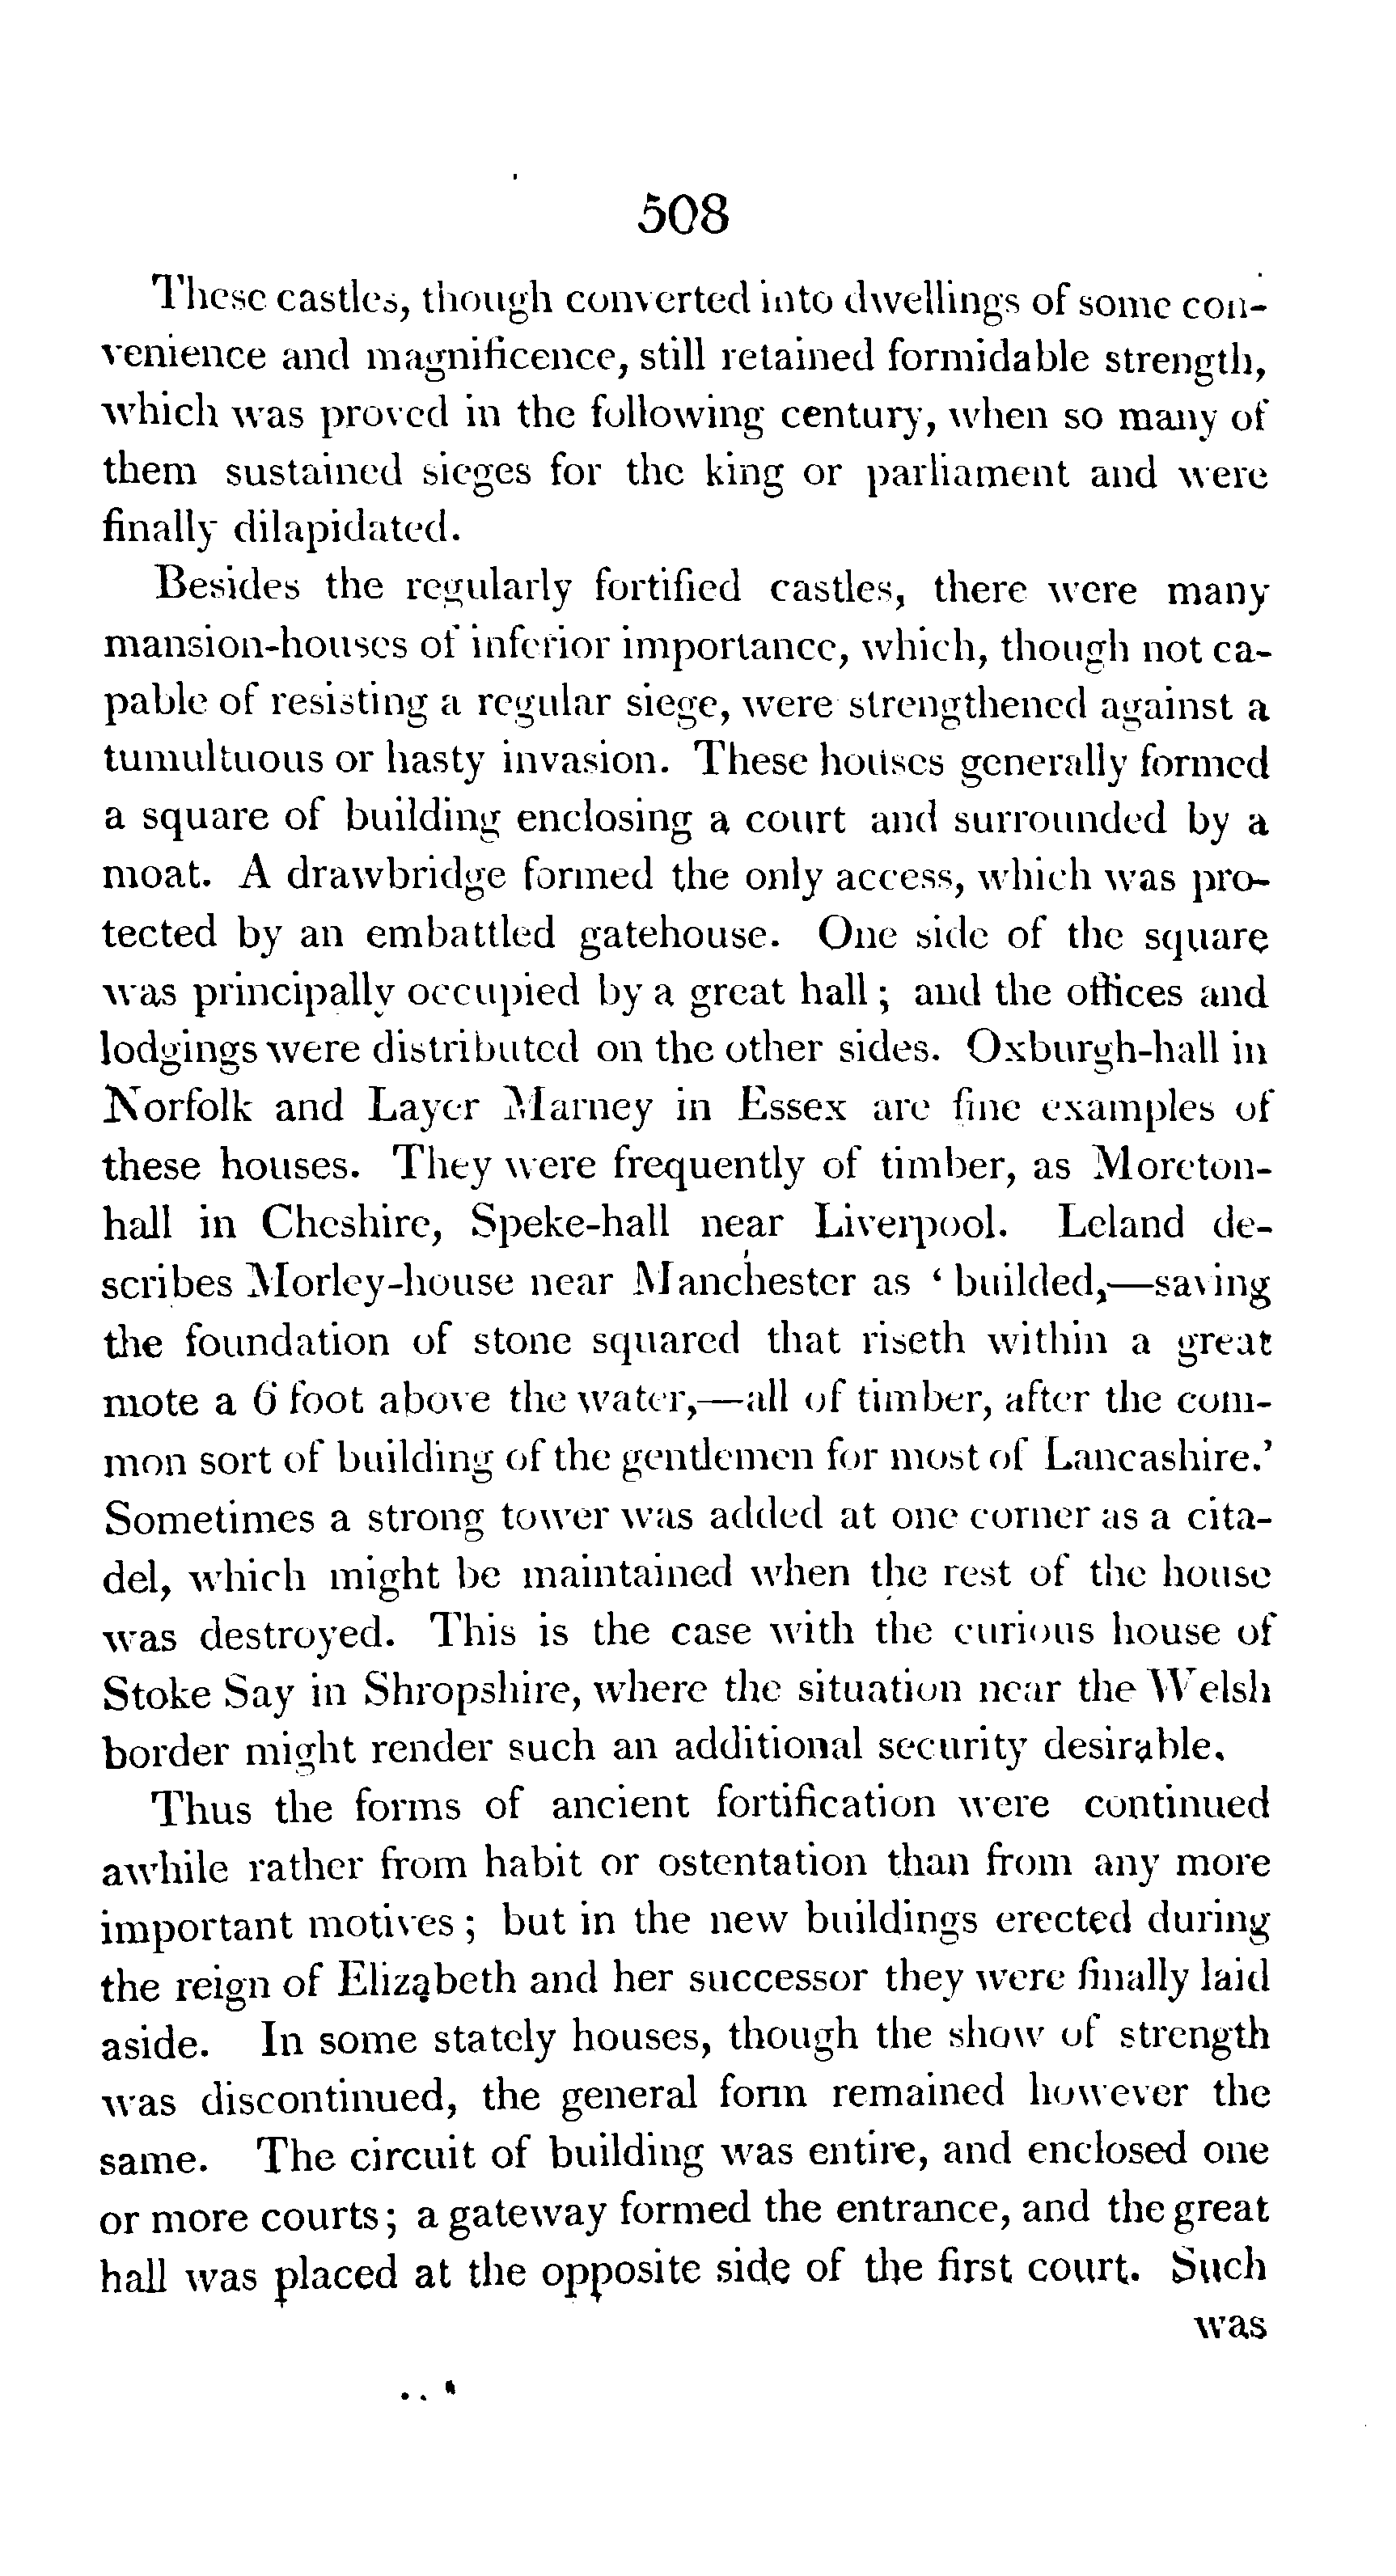 508
These castles, though converted into dwellings of some con-
venience and magnificence, still retained formidable strength,
which was proved in the following century, when so many of
them sustained sieges for the king or parliament and were
finally dilapidated.
Besides the regularly fortified castles, there were many
mansion-houses of inferior importance, which, though not ca-
pable of resisting a regular siege, were strengthened against a
tumultuous or hasty invasion. These houses generally formed
a square of building enclosing a court and surrounded by a
moat. A drawbridge formed the only access, which was pro-
tected by an embattled gatehouse. One side of the square
was principally occupied by a great hall; and the offices and
lodgings were distributed on the other sides. Oxburgh-hall in
Norfolk and Layer Marney in Essex are fine examples of
these houses. They were frequently of timber, as Moreton-
hall in Cheshire, Speke-hall near Liverpool. Leland de-
scribes Morley-house near Manchester as ‘builded,—saving
the foundation of stone squared that riseth within a great
mote a 6 foot above the water,—all of timber, after the com-
mon sort of building of the gentlemen for most of Lancashire.’
Sometimes a strong tower was added at one corner as a cita-
del, which might be maintained when the rest of the house
was destroyed. This is the case with the curious house of
Stoke Say in Shropshire, where the situation near the Welsh
border might render such an additional security desirable.
Thus the forms of ancient fortification were continued
awhile rather from habit or ostentation than from any more
important motives; but in the new buildings erected during
the reign of Elizabeth and her successor they were finally laid
aside. In some stately houses, though the show of strength
was discontinued, the general form remained however the
same. The circuit of building was entire, and enclosed one
or more courts; a gateway formed the entrance, and the great
hall was placed at the opposite side of the first court. Such
was